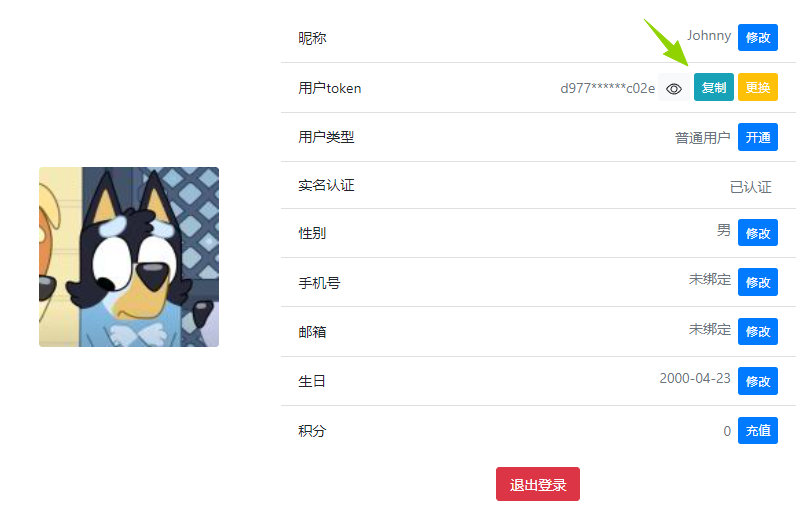 昵称 Johnny 修改
用户token d977******c02e 复制 更换
用户类型 普通用户 开通
实名认证 已认证
性别 男 修改
手机号 未绑定 修改
邮箱 未绑定 修改
生日 2000-04-23 修改
积分 0 充值
退出登录